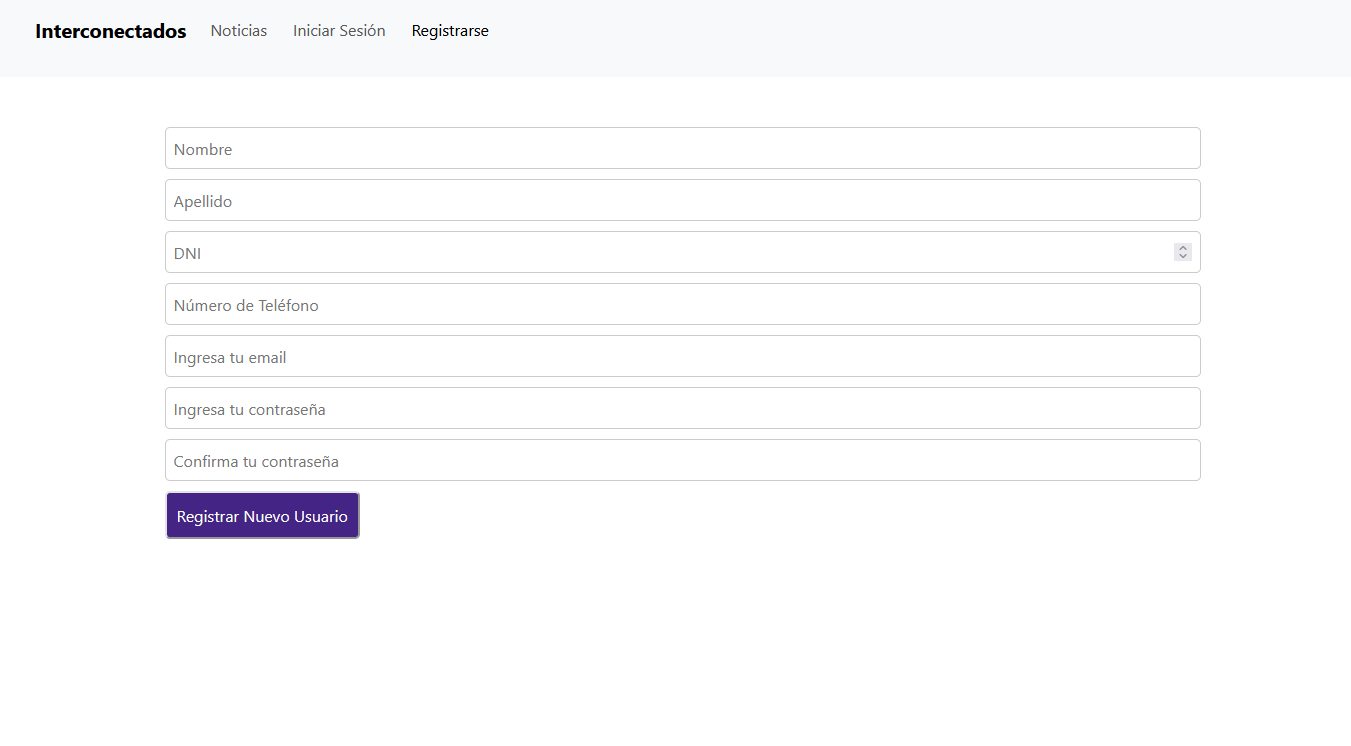 Interconectados Noticias Iniciar Sesión Registrarse
Nombre
Apellido
DNI
Número de Teléfono
Ingresa tu email
Ingresa tu contraseña
Confirma tu contraseña
Registrar Nuevo Usuario